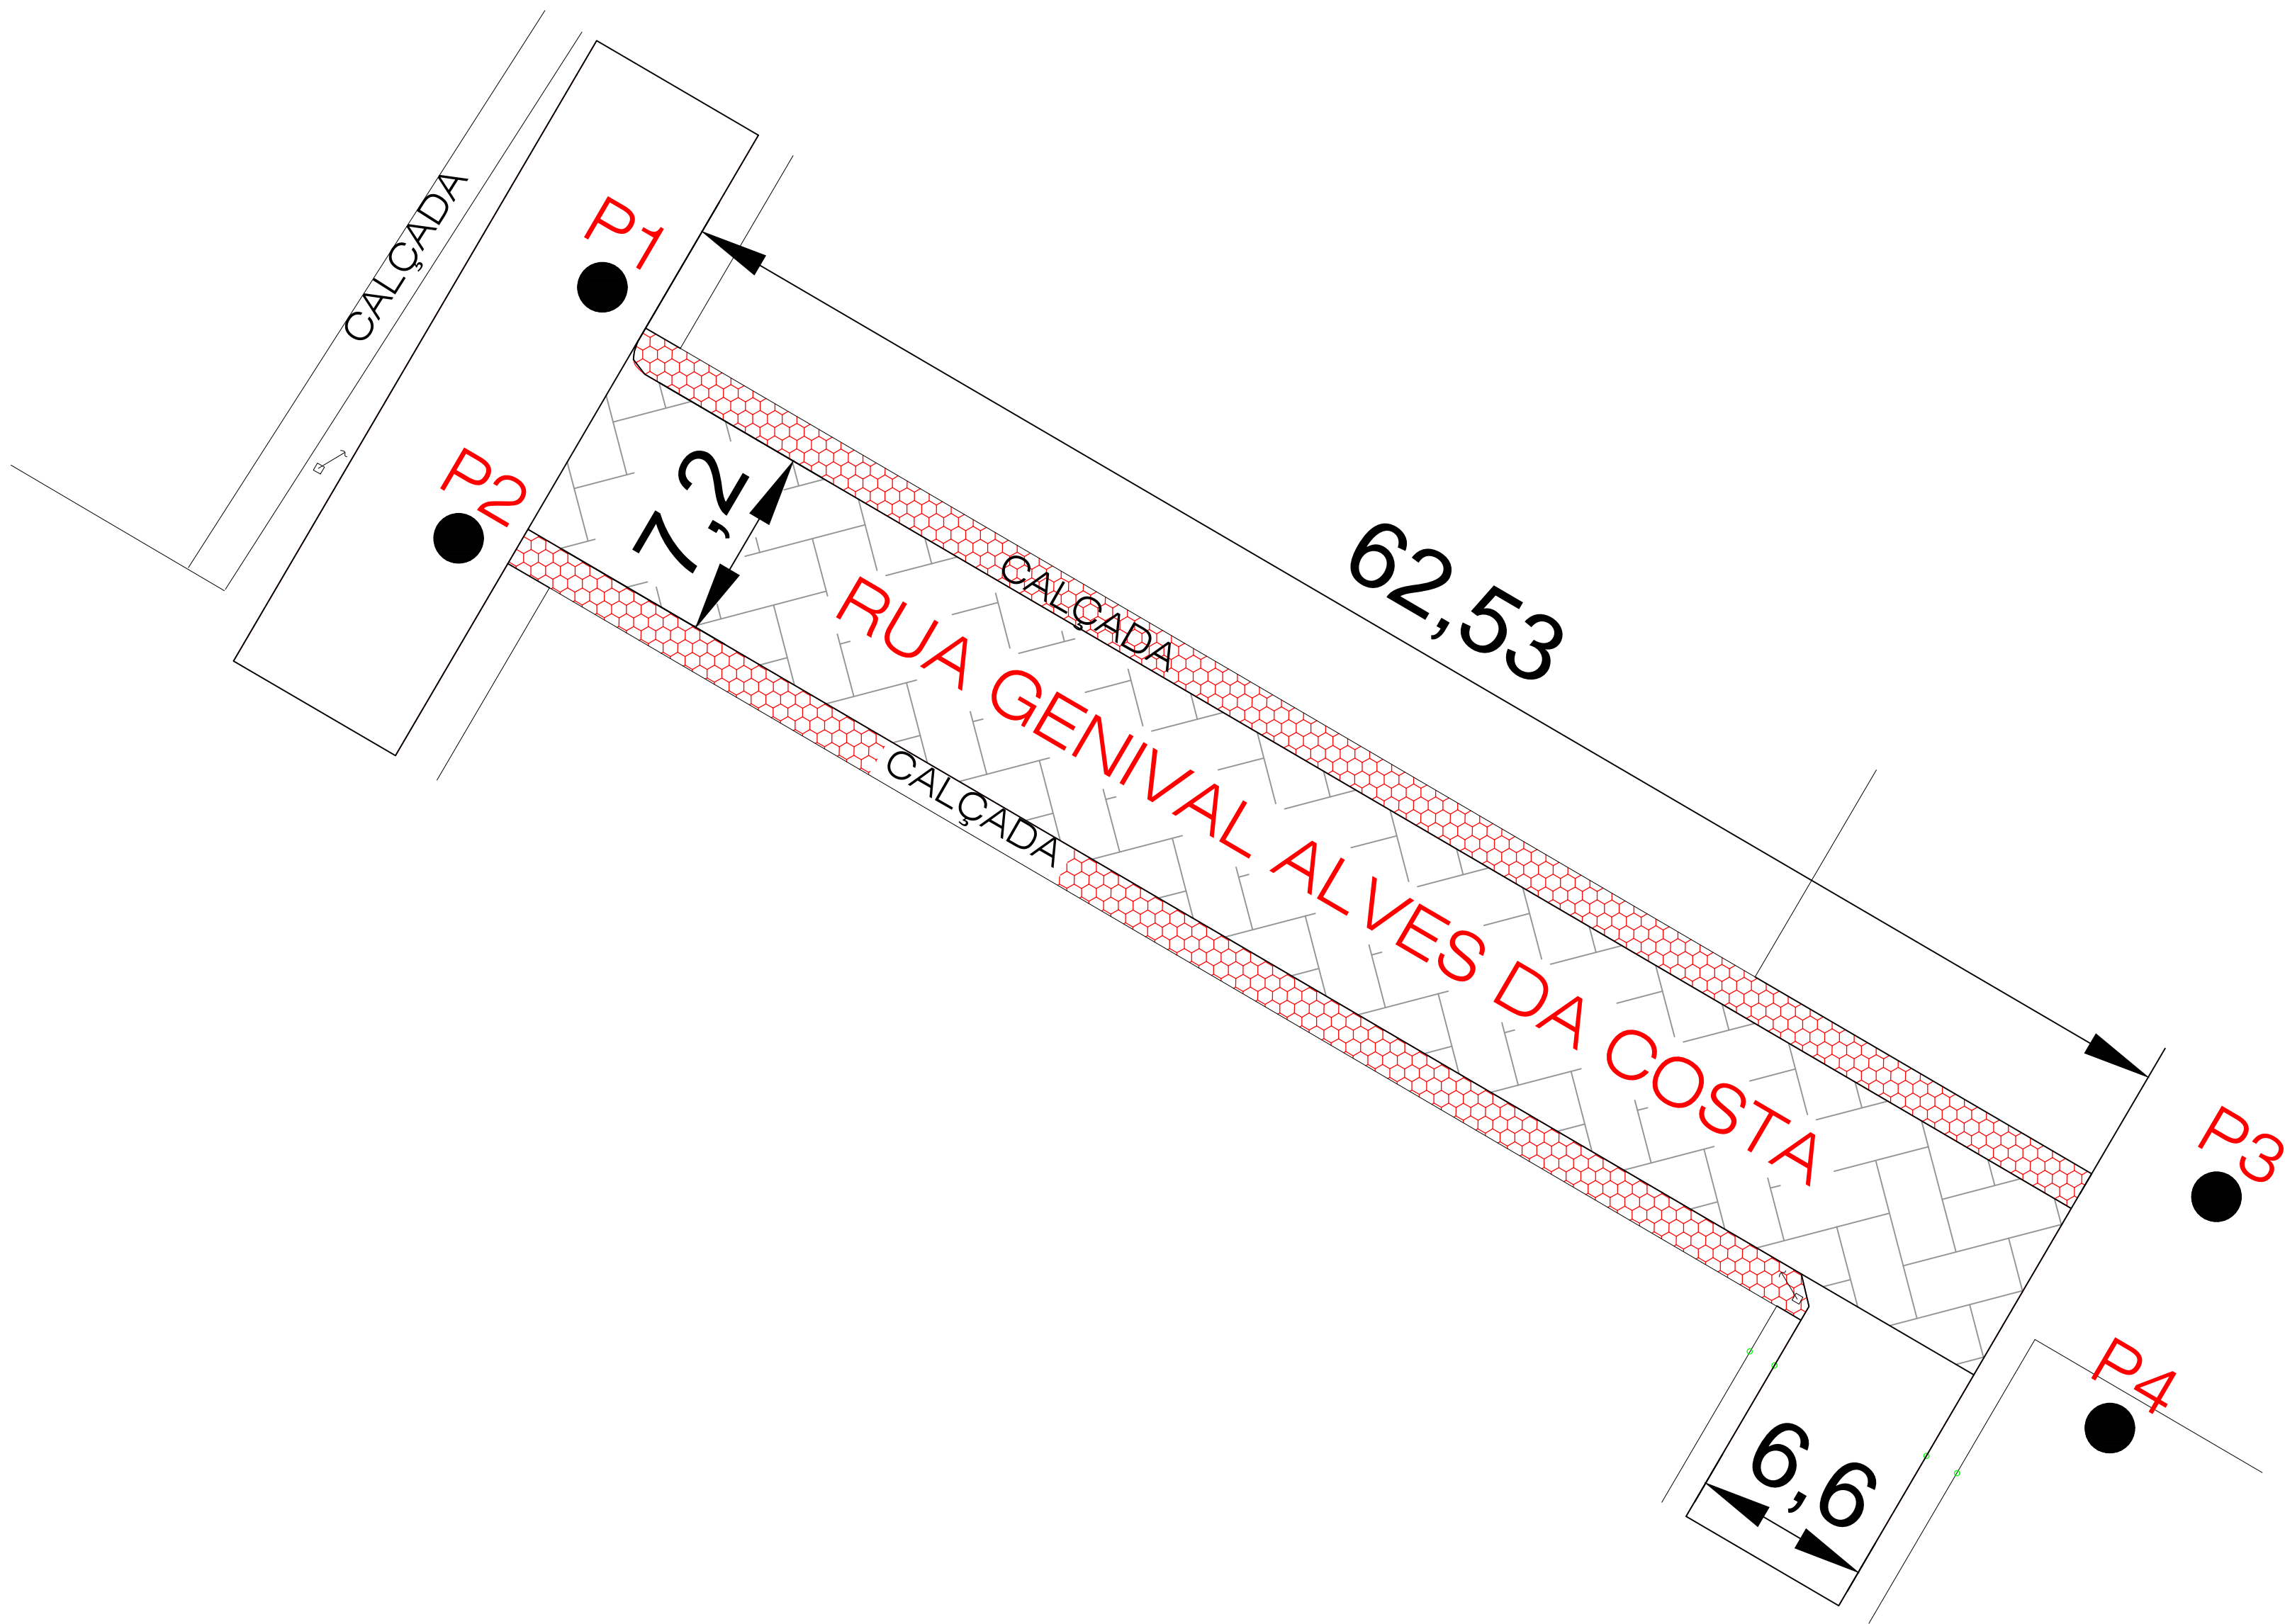 CALÇADA
P1
P2
7,2
62,53
CALÇADA
RUA GENIVAL ALVES DA COSTA
CALÇADA
P3
P4
6,6